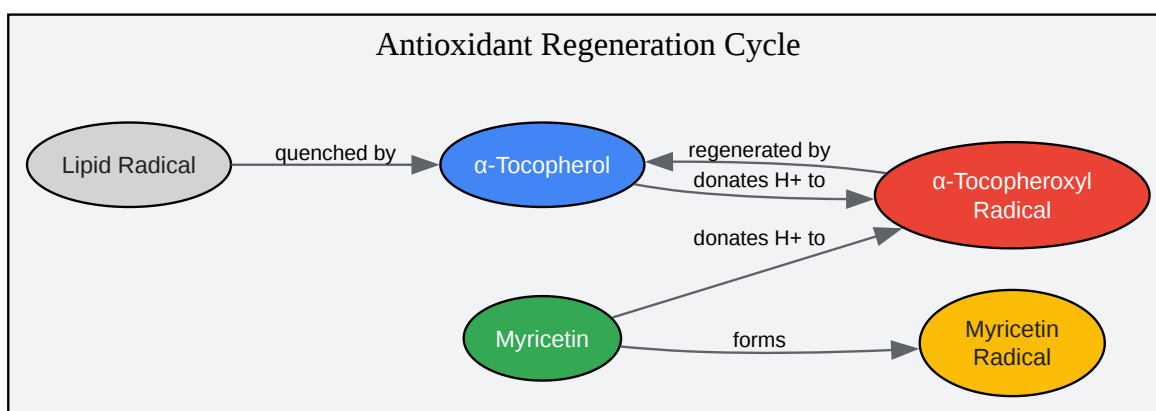 Antioxidant Regeneration Cycle
Lipid Radical
quenched by
α-Tocopherol
regenerated by
donates H+ to
α-Tocopheroxyl
Radical
donates H+ to
Myricetin
forms
Myricetin
Radical